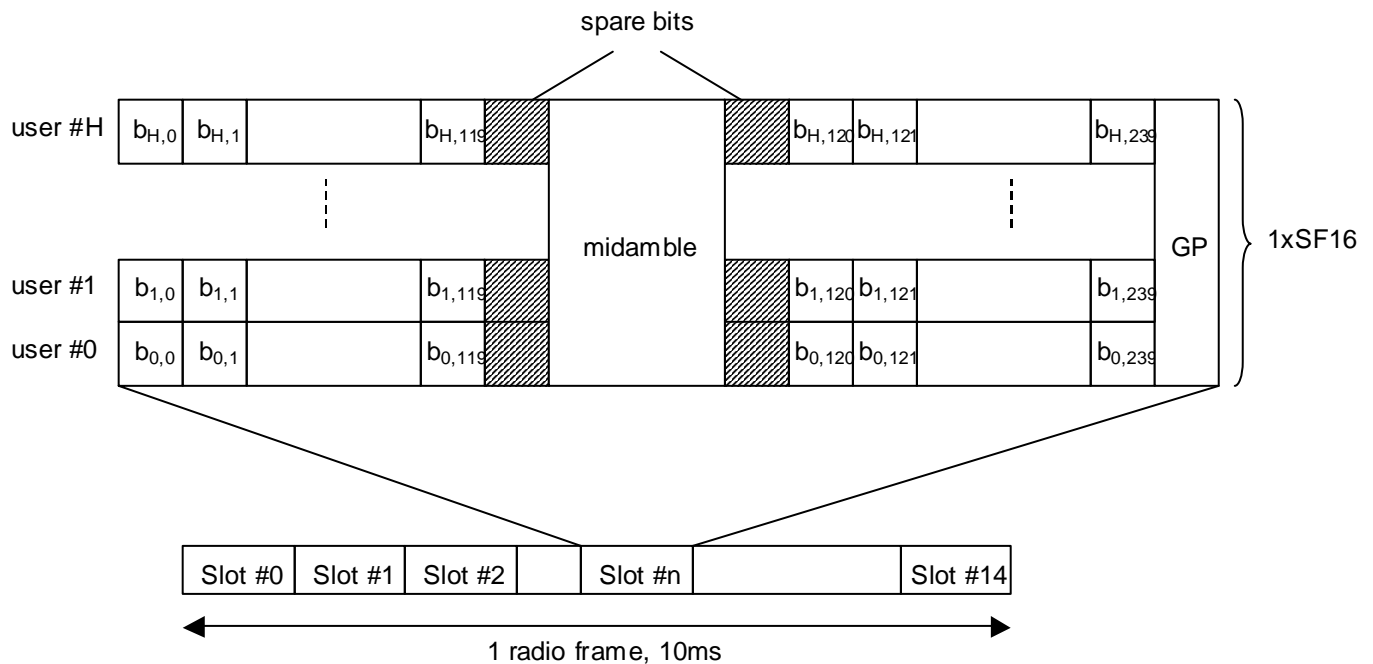 spare bits
user #H b_{H,0} b_{H,1} b_{H,119} b_{H,120} b_{H,121} b_{H,239}
midamble GP 1xSF16
user #1 b_{1,0} b_{1,1} b_{1,119} b_{1,120} b_{1,121} b_{1,239}
user #0 b_{0,0} b_{0,1} b_{0,119} b_{0,120} b_{0,121} b_{0,239}
Slot #0 Slot #1 Slot #2 Slot #n Slot #14
1 radio frame, 10ms